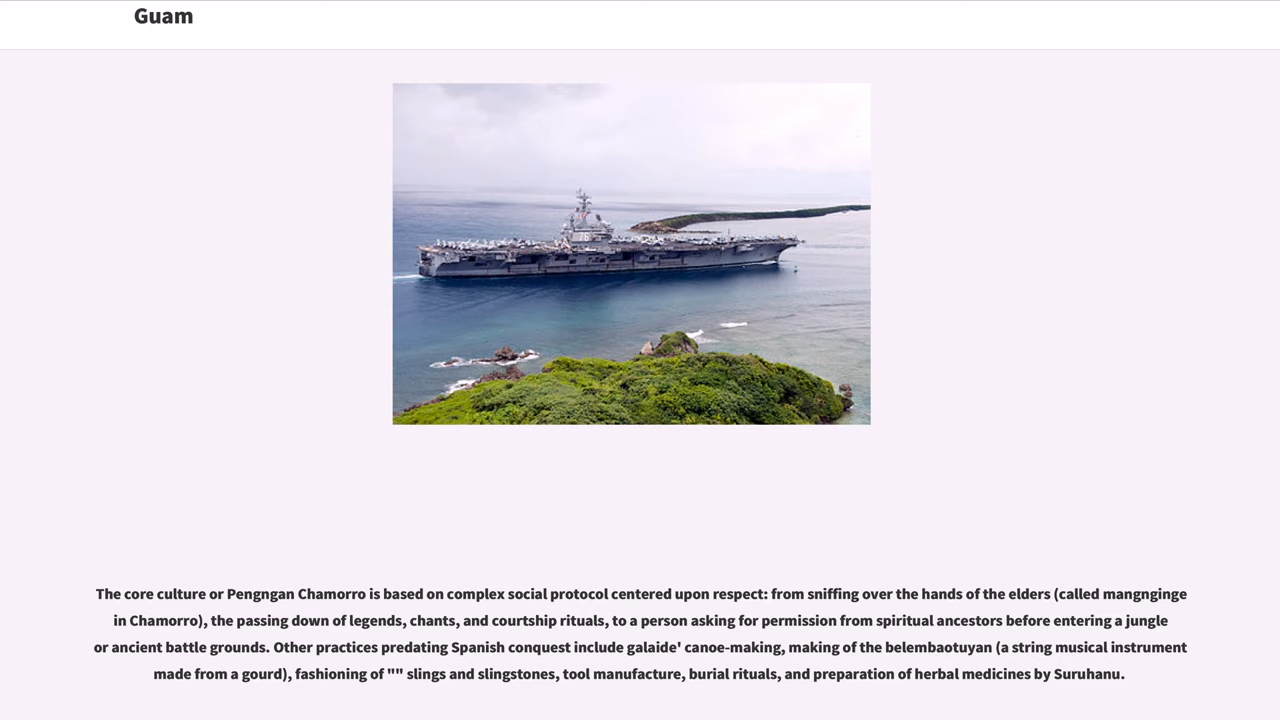 Guam
The core culture or Pengngan Chamorro is based on complex social protocol centered upon respect: from sniffing over the hands of the elders (called mangnginge
in Chamorro), the passing down of legends, chants, and courtship rituals, to a person asking for permission from spiritual ancestors before entering a jungle
or ancient battle grounds. Other practices predating Spanish conquest include galaide' canoe-making, making of the belembaotuyan (a string musical instrument
made from a gourd), fashioning of "" slings and slingstones, tool manufacture, burial rituals, and preparation of herbal medicines by Suruhanu.